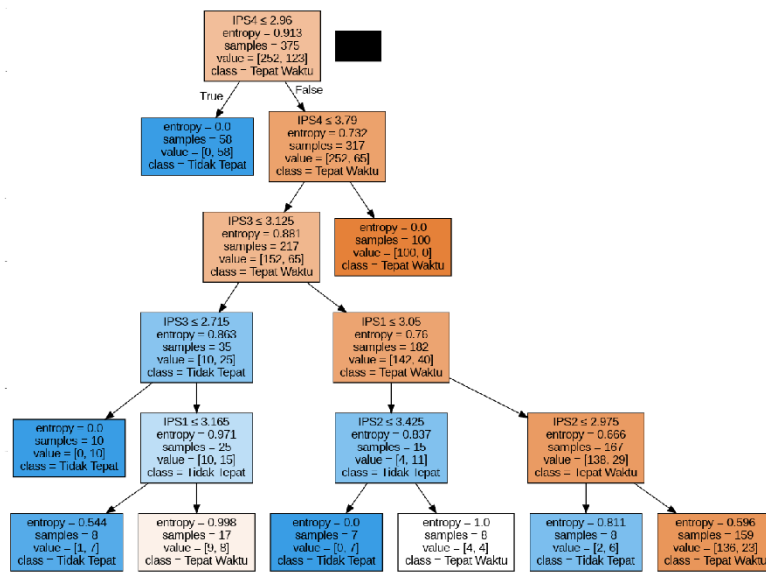 IPS4 ≤ 2.96
entropy = 0.913
samples = 375
value = [252, 123]
class = Tepat Waktu
True
False
entropy = 0.0
samples = 58
value = [0, 58]
class = Tidak Tepat
IPS4 ≤ 3.79
entropy = 0.732
samples = 317
value = [252, 65]
class = Tepat Waktu
IPS3 ≤ 3.125
entropy = 0.881
samples = 217
value = [152, 65]
class = Tepat Waktu
entropy = 0.0
samples = 100
value = [100, 0]
class = Tepat Waktu
IPS3 ≤ 2.715
entropy = 0.863
samples = 35
value = [10, 25]
class = Tidak Tepat
IPS1 ≤ 3.05
entropy = 0.76
samples = 182
value = [142, 40]
class = Tepat Waktu
entropy = 0.0
samples = 10
value = [0, 10]
class = Tidak Tepat
IPS1 ≤ 3.165
entropy = 0.971
samples = 25
value = [10, 15]
class = Tidak Tepat
IPS2 ≤ 3.425
entropy = 0.837
samples = 15
value = [4, 11]
class = Tidak Tepat
IPS2 ≤ 2.975
entropy = 0.666
samples = 167
value = [138, 29]
class = Tepat Waktu
entropy = 0.544
samples = 8
value = [1, 7]
class = Tidak Tepat
entropy = 0.998
samples = 17
value = [9, 8]
class = Tepat Waktu
entropy = 0.0
samples = 7
value = [0, 7]
class = Tidak Tepat
entropy = 1.0
samples = 8
value = [4, 4]
class = Tepat Waktu
entropy = 0.811
samples = 8
value = [2, 6]
class = Tidak Tepat
entropy = 0.596
samples = 159
value = [136, 23]
class = Tepat Waktu